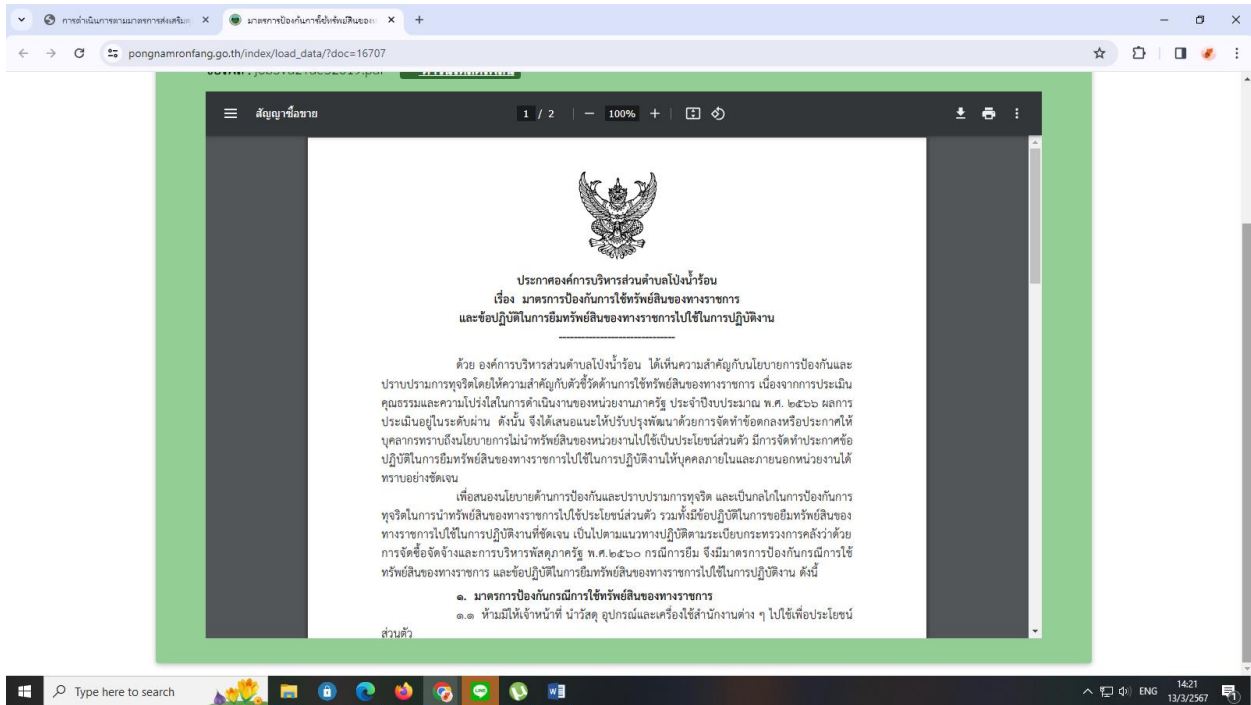 การดำเนินการตามมาตรการส่งเสริมค
มาตรการป้องกันการใช้ทรัพย์สินของท
pongnamronfang.go.th/index/load_data/?doc=16707
สัญญาซื้อขาย
1 / 2
100%
ประกาศองค์การบริหารส่วนตำบลโป่งน้ำร้อน
เรื่อง มาตรการป้องกันการใช้ทรัพย์สินของทางราชการ
และข้อปฏิบัติในการยืมทรัพย์สินของทางราชการไปใช้ในการปฏิบัติงาน
------------------------------
ด้วย องค์การบริหารส่วนตำบลโป่งน้ำร้อน ได้เห็นความสำคัญกับนโยบายการป้องกันและ
ปราบปรามการทุจริตโดยให้ความสำคัญกับตัวชี้วัดด้านการใช้ทรัพย์สินของทางราชการ เนื่องจากการประเมิน
คุณธรรมและความโปร่งใสในการดำเนินงานของหน่วยงานภาครัฐ ประจำปีงบประมาณ พ.ศ. ๒๕๖๖ ผลการ
ประเมินอยู่ในระดับผ่าน ดังนั้น จึงได้เสนอแนะให้ปรับปรุงพัฒนาด้วยการจัดทำข้อตกลงหรือประกาศให้
บุคลากรทราบถึงนโยบายการไม่นำทรัพย์สินของหน่วยงานไปใช้เป็นประโยชน์ส่วนตัว มีการจัดทำประกาศข้อ
ปฏิบัติในการยืมทรัพย์สินของทางราชการไปใช้ในการปฏิบัติงานให้บุคคลภายในและภายนอกหน่วยงานได้
ทราบอย่างชัดเจน
เพื่อสนองนโยบายด้านการป้องกันและปราบปรามการทุจริต และเป็นกลไกในการป้องกันการ
ทุจริตในการนำทรัพย์สินของทางราชการไปใช้ประโยชน์ส่วนตัว รวมทั้งมีข้อปฏิบัติในการขอยืมทรัพย์สินของ
ทางราชการไปใช้ในการปฏิบัติงานที่ชัดเจน เป็นไปตามแนวทางปฏิบัติตามระเบียบกระทรวงการคลังว่าด้วย
การจัดซื้อจัดจ้างและการบริหารพัสดุภาครัฐ พ.ศ.๒๕๖๐ กรณีการยืม จึงมีมาตรการป้องกันกรณีการใช้
ทรัพย์สินของทางราชการ และข้อปฏิบัติในการยืมทรัพย์สินของทางราชการไปใช้ในการปฏิบัติงาน ดังนี้
๑. มาตรการป้องกันกรณีการใช้ทรัพย์สินของทางราชการ
๑.๑ ห้ามมิให้เจ้าหน้าที่ นำวัสดุ อุปกรณ์และเครื่องใช้สำนักงานต่าง ๆ ไปใช้เพื่อประโยชน์
ส่วนตัว
Type here to search
ENG
14:21
13/3/2567